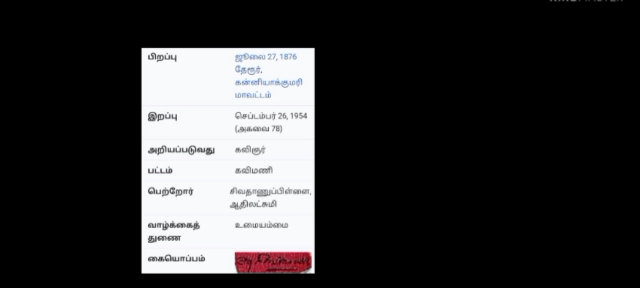 பிறப்பு ஜூலை 27, 1876
தேரூர்,
கன்னியாக்குமரி
மாவட்டம்
இறப்பு செப்டம்பர் 26, 1954
(அகவை 78)
அறியப்படுவது கவிஞர்
பட்டம் கவிமணி
பெற்றோர் சிவதாணுப்பிள்ளை,
ஆதிலட்சுமி
வாழ்க்கைத் உமையம்மை
துணை
கையொப்பம்